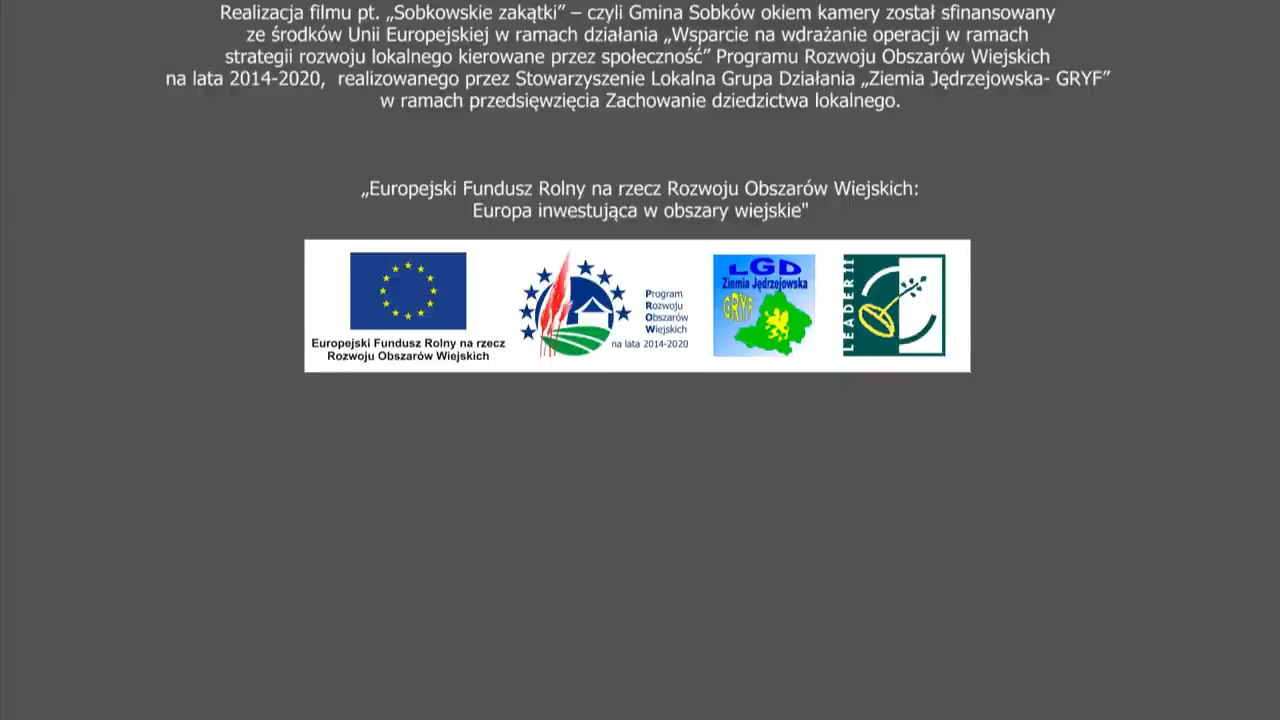 Realizacja filmu pt. „Sobkowskie zakątki” – czyli Gmina Sobków okiem kamery został sfinansowany
ze środków Unii Europejskiej w ramach działania „Wsparcie na wdrażanie operacji w ramach
strategii rozwoju lokalnego kierowane przez społeczność” Programu Rozwoju Obszarów Wiejskich
na lata 2014-2020, realizowanego przez Stowarzyszenie Lokalna Grupa Działania „Ziemia Jędrzejowska- GRYF”
w ramach przedsięwzięcia Zachowanie dziedzictwa lokalnego.
„Europejski Fundusz Rolny na rzecz Rozwoju Obszarów Wiejskich:
Europa inwestująca w obszary wiejskie"
Europejski Fundusz Rolny na rzecz
Rozwoju Obszarów Wiejskich
Program
Rozwoju
Obszarów
Wiejskich
na lata 2014-2020
LGD
Ziemia Jędrzejowska
GRYF
LEADER II